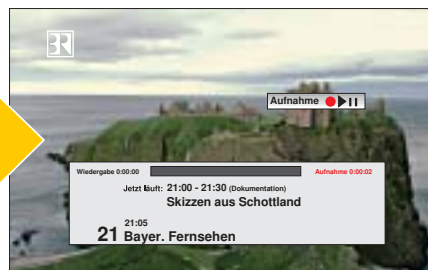 BR
Aufnahme
Wiedergabe 0:00:00 Aufnahme 0:00:02
Jetzt läuft: 21:00 - 21:30 (Dokumentation)
Skizzen aus Schottland
21:05
21 Bayer. Fernsehen